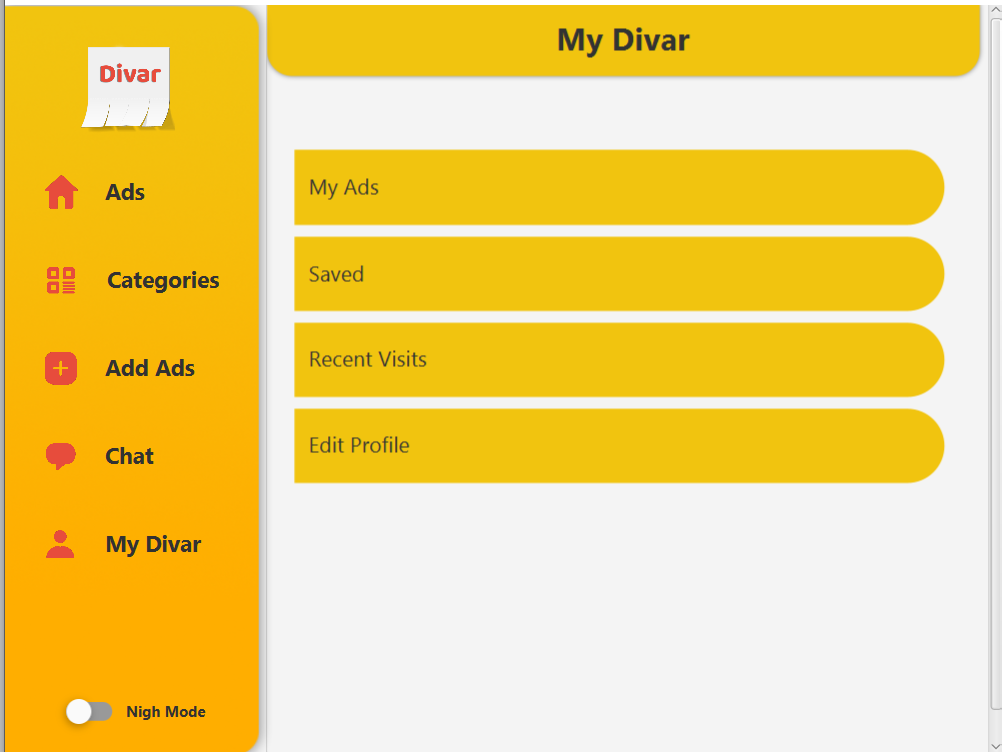 Divar
Ads
Categories
Add Ads
Chat
My Divar
Nigh Mode
My Divar
My Ads
Saved
Recent Visits
Edit Profile